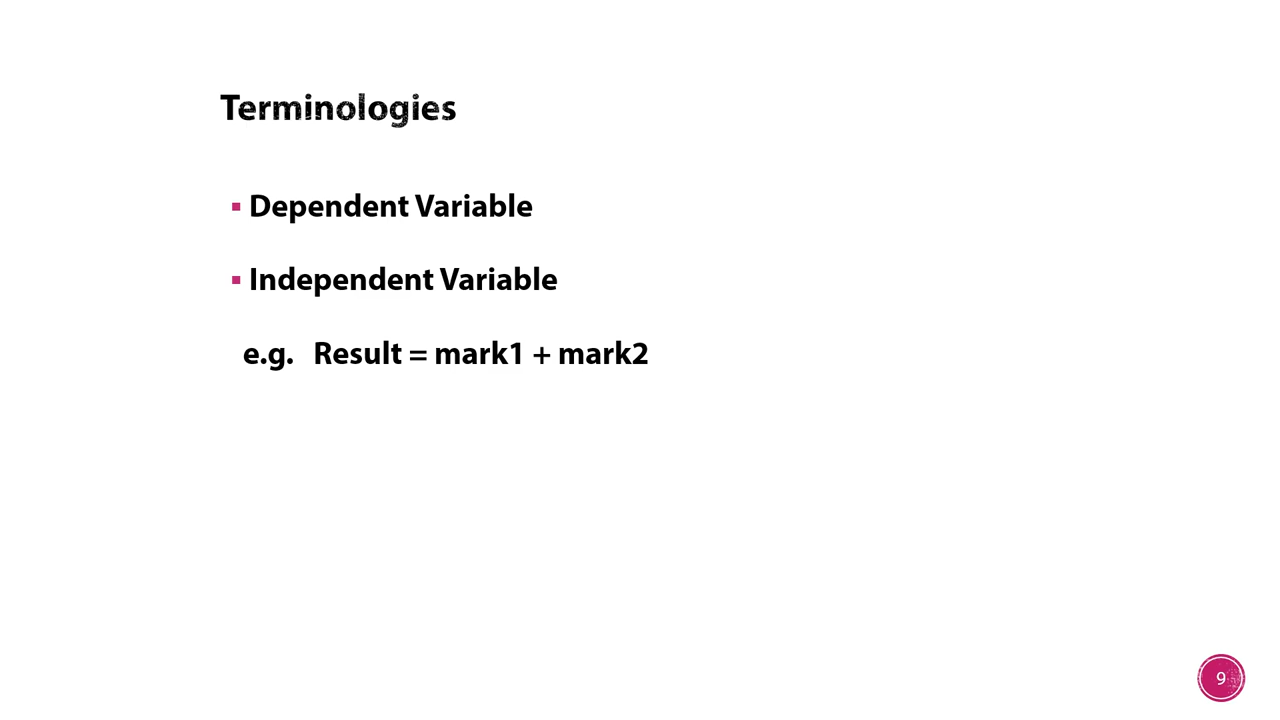 Terminologies
▪ Dependent Variable
▪ Independent Variable
e.g. Result = mark1 + mark2
9